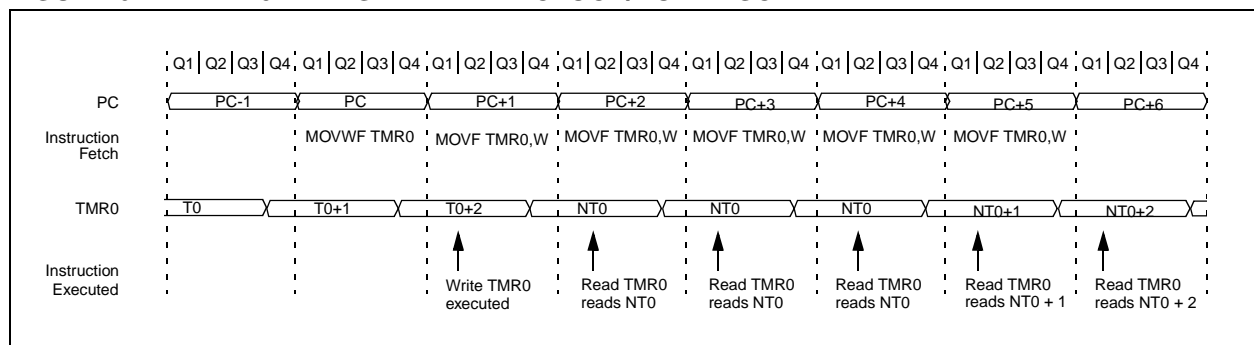 Q1 Q2 Q3 Q4 Q1 Q2 Q3 Q4 Q1 Q2 Q3 Q4 Q1 Q2 Q3 Q4 Q1 Q2 Q3 Q4 Q1 Q2 Q3 Q4 Q1 Q2 Q3 Q4 Q1 Q2 Q3 Q4
PC PC-1 PC PC+1 PC+2 PC+3 PC+4 PC+5 PC+6
Instruction
Fetch
MOVWF TMR0 MOVF TMR0,W MOVF TMR0,W MOVF TMR0,W MOVF TMR0,W MOVF TMR0,W
TMR0 T0 T0+1 T0+2 NT0 NT0 NT0 NT0+1 NT0+2
Instruction
Executed
Write TMR0
executed
Read TMR0
reads NT0
Read TMR0
reads NT0
Read TMR0
reads NT0
Read TMR0
reads NT0 + 1
Read TMR0
reads NT0 + 2